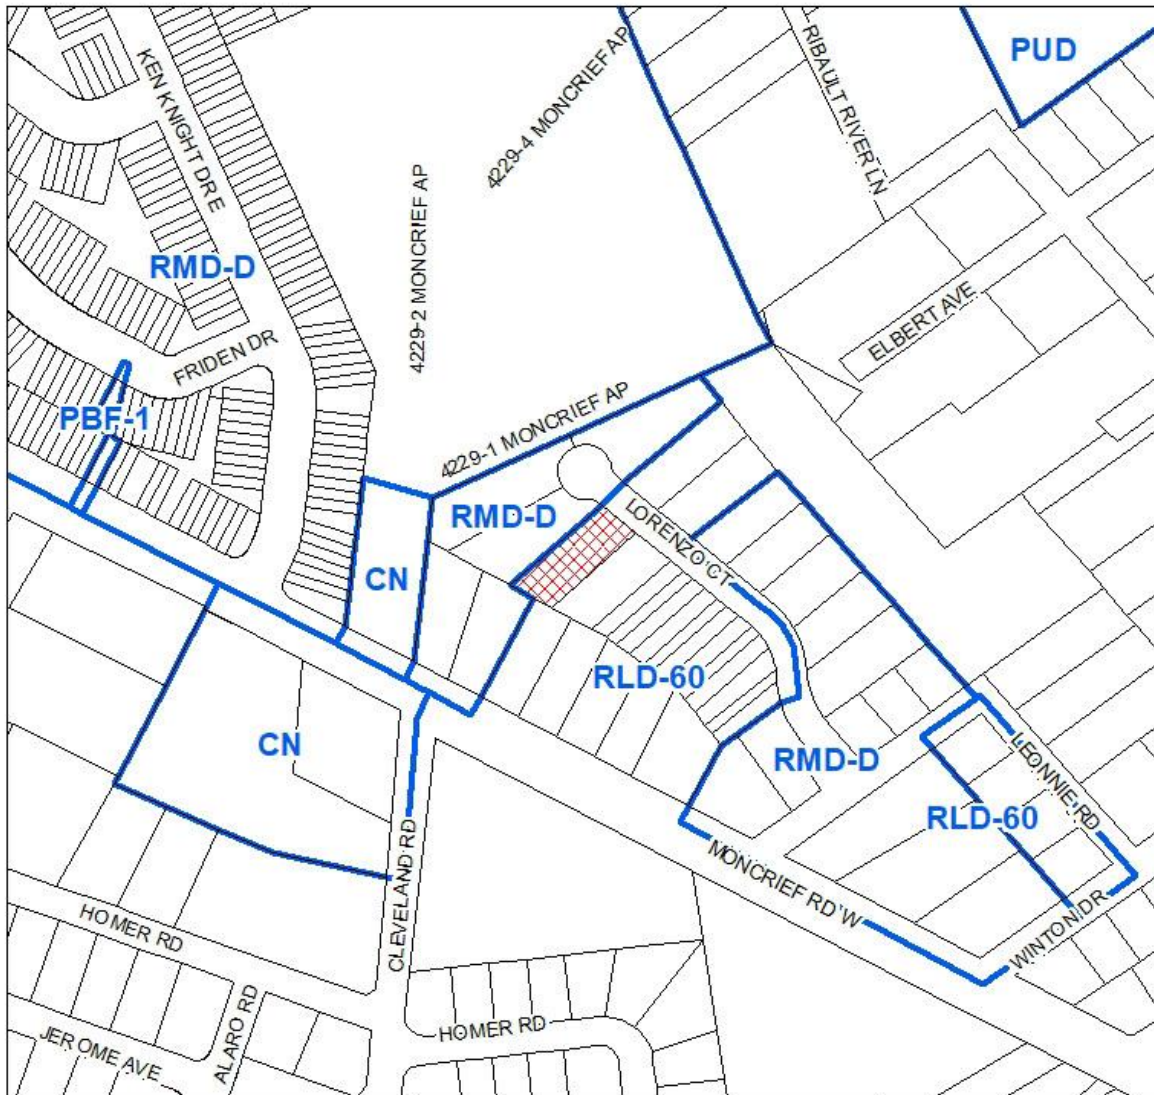 PUD
KEN KNIGHT DR E
4229-4 MONCRIEF AP
RIBAULT RIVER LN
4229-2 MONCRIEF AP
RMD-D
ELBERT AVE
FRIDEN DR
PBF-1
4229-1 MONCRIEF AP
RMD-D
LORENZO CT
CN
RLD-60
CN
RMD-D
LEONNIE RD
RLD-60
CLEVELAND RD
MONCRIEF RD W
HOMER RD
WINTON DR
ALARO RD
HOMER RD
JEROME AVE